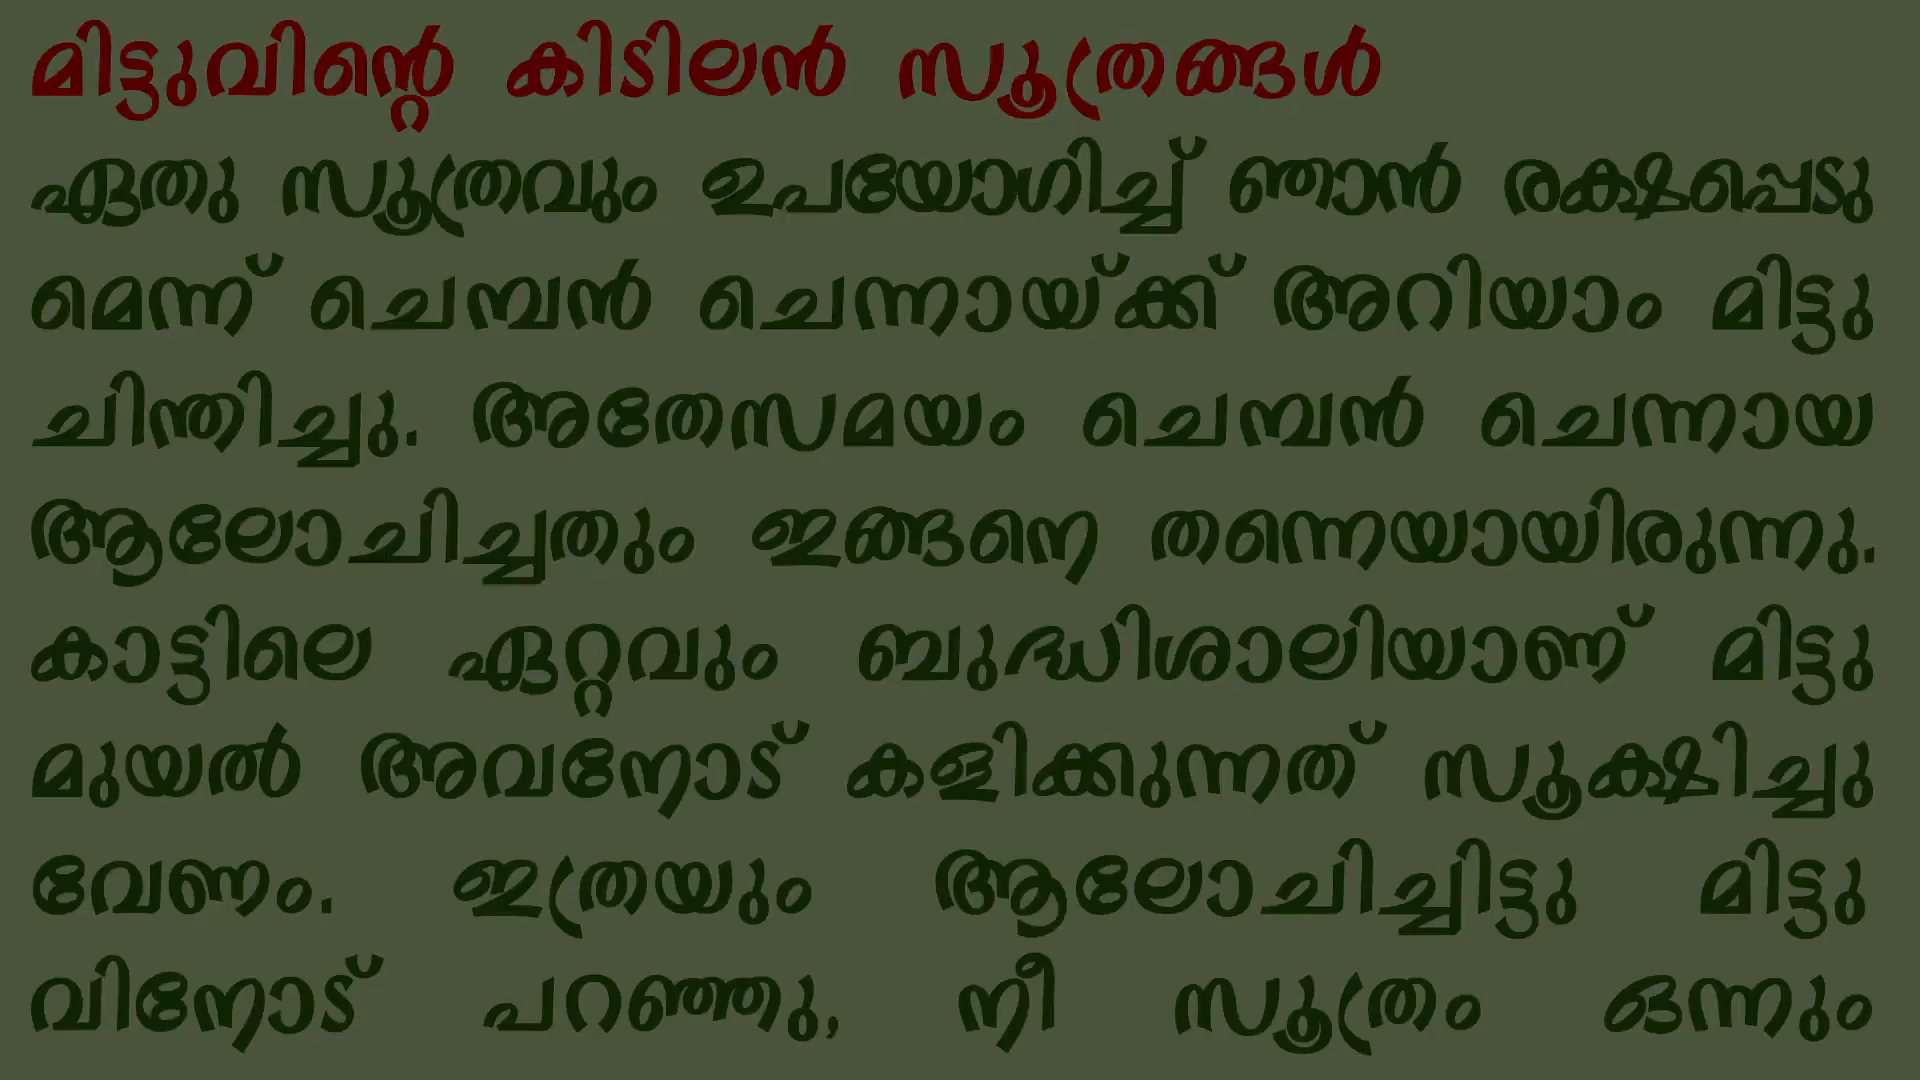 മിട്ടുവിന്റെ കിടിലൻ സൂത്രങ്ങൾ
ഏതു സൂത്രവും ഉപയോഗിച്ച് ഞാൻ രക്ഷപ്പെടു
മെന്ന് ചെമ്പൻ ചെന്നായ്ക്ക് അറിയാം മിട്ടു
ചിന്തിച്ചു. അതേസമയം ചെമ്പൻ ചെന്നായ
ആലോചിച്ചതും ഇങ്ങനെ തന്നെയായിരുന്നു.
കാട്ടിലെ ഏറ്റവും ബുദ്ധിശാലിയാണ് മിട്ടു
മുയൽ അവനോട് കളിക്കുന്നത് സൂക്ഷിച്ചു
വേണം. ഇത്രയും ആലോചിച്ചിട്ടു മിട്ടു
വിനോട് പറഞ്ഞു, നീ സൂത്രം ഒന്നും